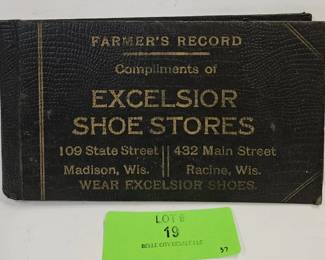 FARMER'S RECORD
Compliments of
EXCELSIOR
SHOE STORES
109 State Street || 432 Main Street
Madison, Wis. Racine, Wis.
WEAR EXCELSIOR SHOES.
LOT #
19
37